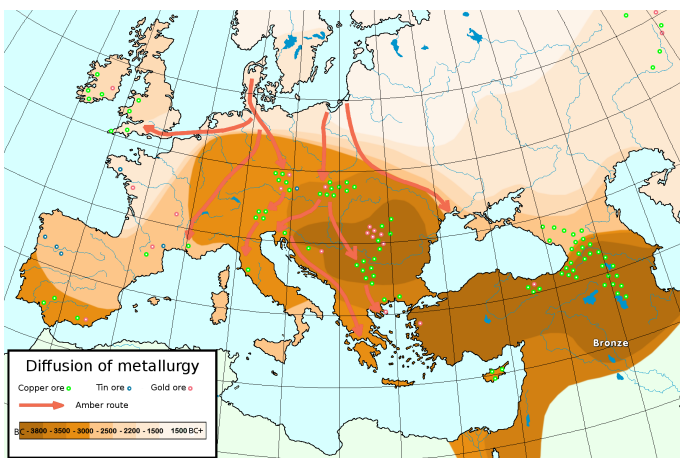 Bronze
Diffusion of metallurgy
Copper ore Tin ore Gold ore
Amber route
BC - 3800 - 3500 - 3000 - 2500 - 2200 - 1500 1500 BC+